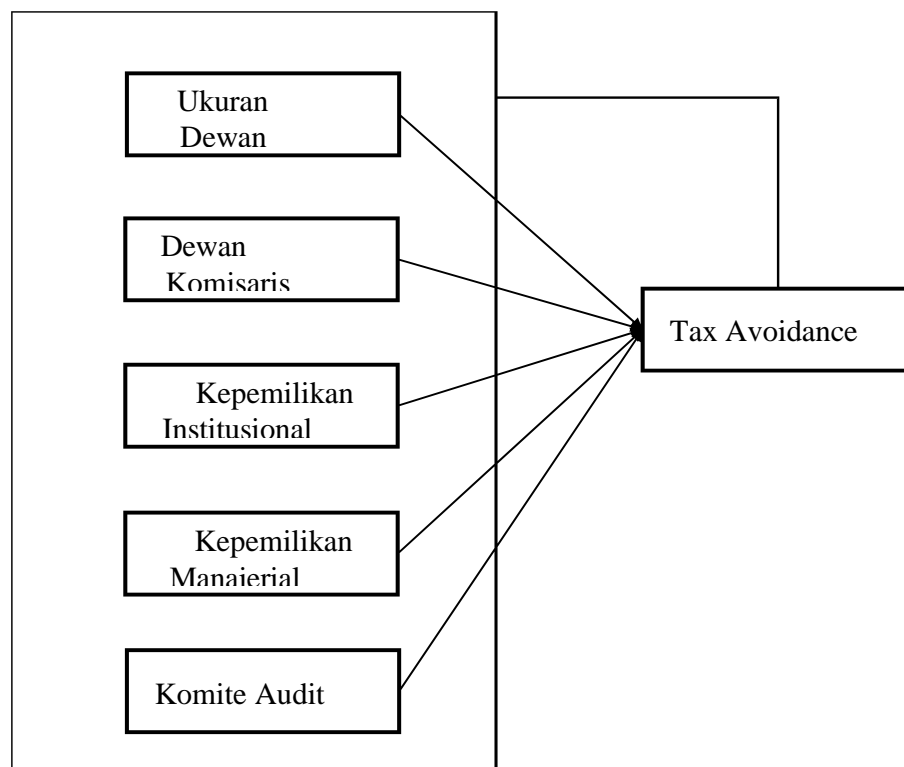 Ukuran
Dewan
Dewan
Komisaris
Kepemilikan
Institusional
Kepemilikan
Manajerial
Komite Audit
Tax Avoidance